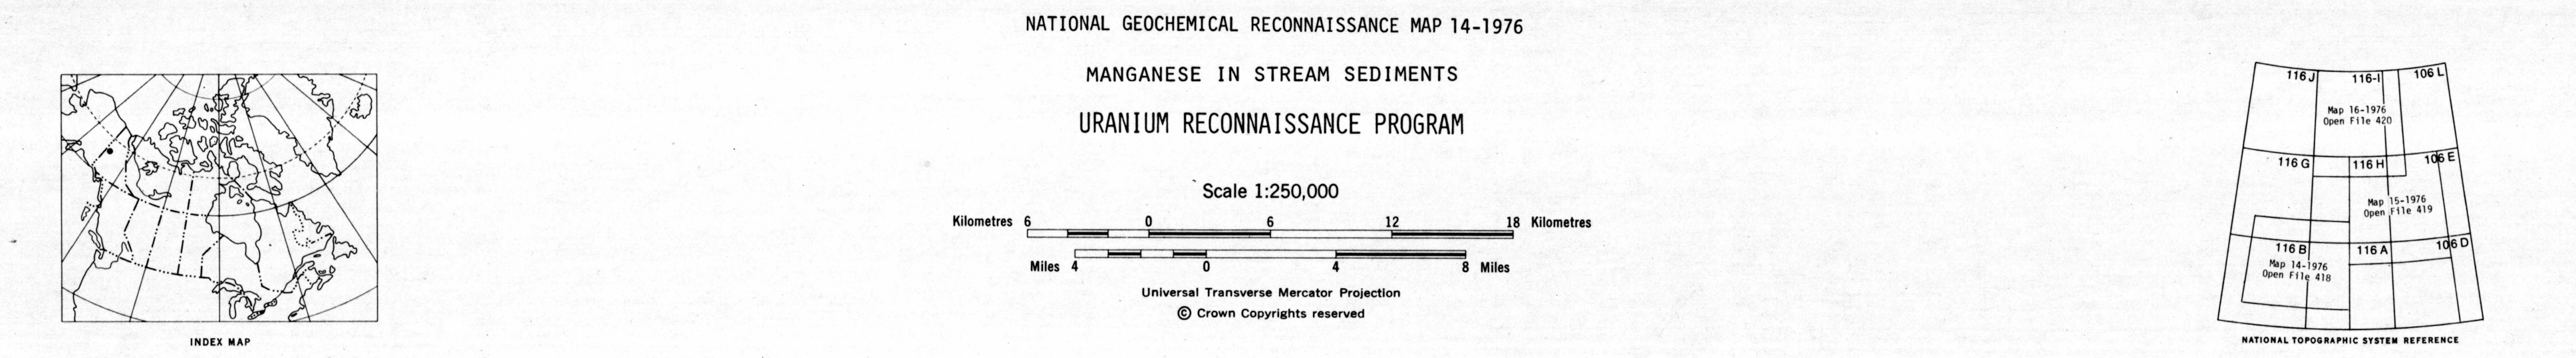 NATIONAL GEOCHEMICAL RECONNAISSANCE MAP 14-1976
MANGANESE IN STREAM SEDIMENTS
URANIUM RECONNAISSANCE PROGRAM
Scale 1:250,000
Kilometres 6 0 6 12 18 Kilometres
Miles 4 0 4 8 Miles
Universal Transverse Mercator Projection
© Crown Copyrights reserved
INDEX MAP
116 J 116-I 106 L
Map 16-1976
Open File 420
116 G 116 H 106 E
Map 15-1976
Open File 419
116 B 116 A 106 D
Map 14-1976
Open File 418
NATIONAL TOPOGRAPHIC SYSTEM REFERENCE